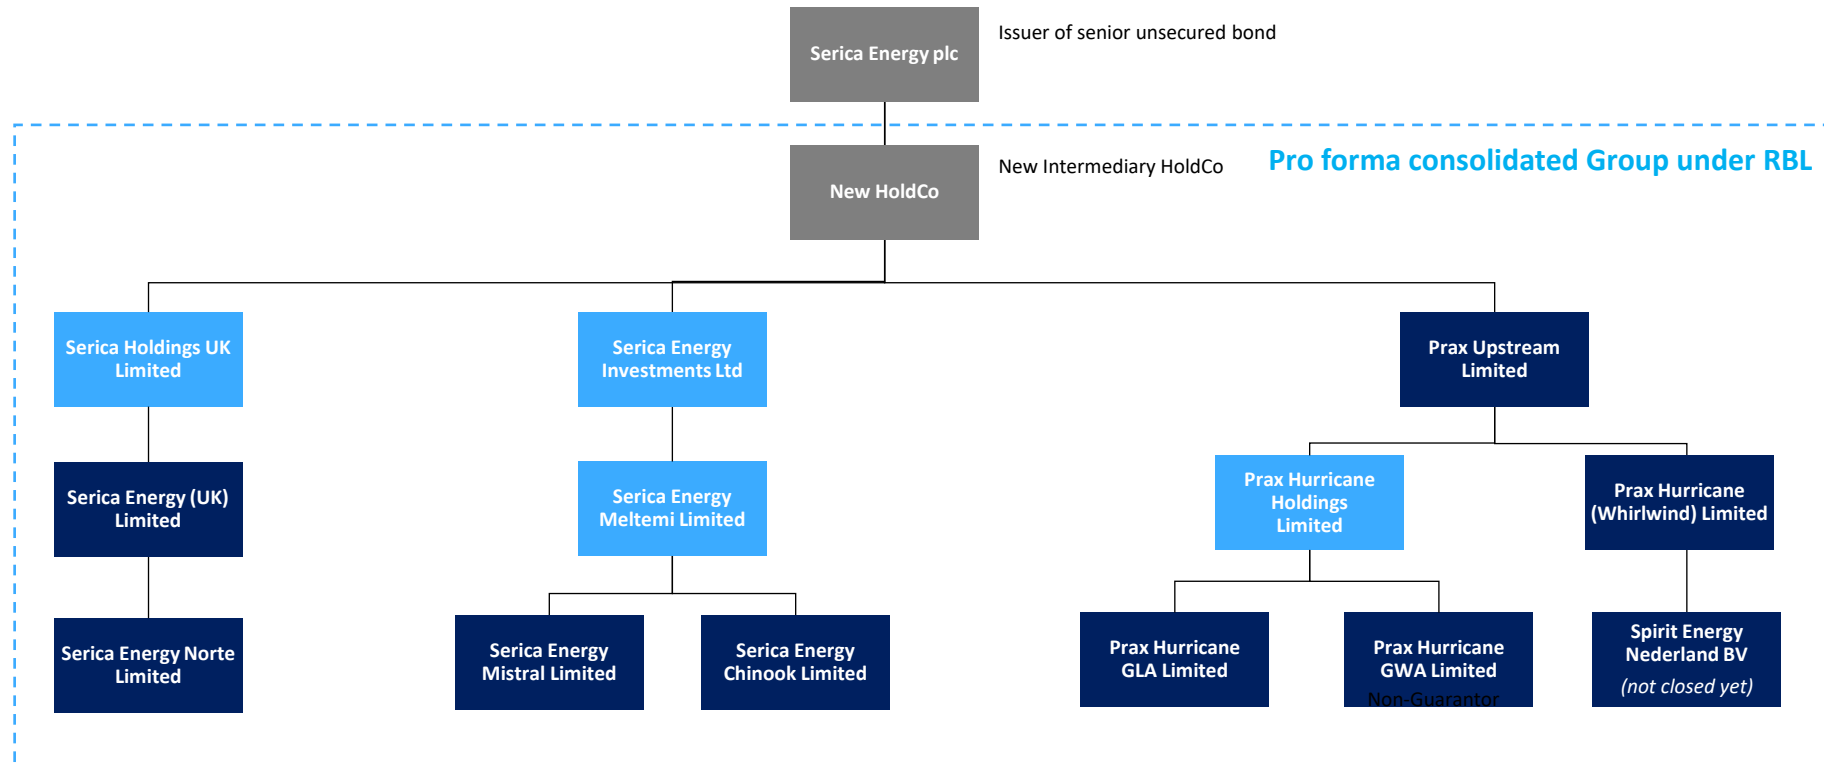 Serica Energy plc
Issuer of senior unsecured bond
New HoldCo
New Intermediary HoldCo
Pro forma consolidated Group under RBL
Serica Holdings UK
Limited
Serica Energy
Investments Ltd
Prax Upstream
Limited
Serica Energy (UK)
Limited
Serica Energy
Meltemi Limited
Prax Hurricane
Holdings
Limited
Prax Hurricane
(Whirlwind) Limited
Serica Energy Norte
Limited
Serica Energy
Mistral Limited
Serica Energy
Chinook Limited
Prax Hurricane
GLA Limited
Prax Hurricane
GWA Limited
Non-Guarantor
Spirit Energy
Nederland BV
(not closed yet)